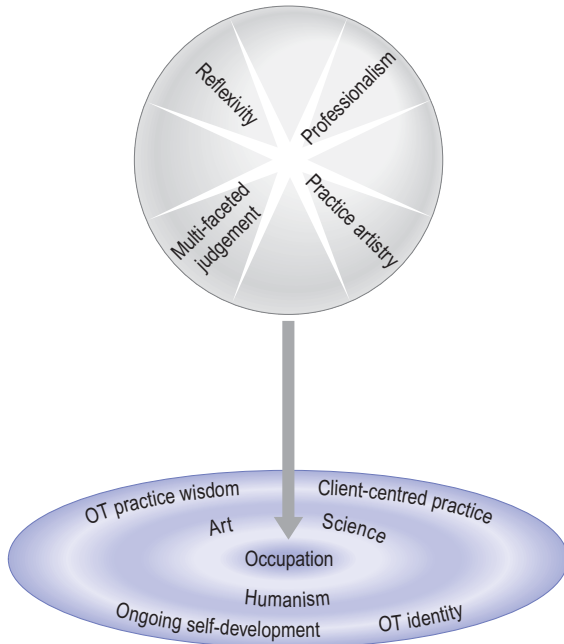 Reflexivity
Professionalism
Multi-faceted
judgement
Practice artistry
OT practice wisdom
Client-centred practice
Art
Science
Occupation
Humanism
Ongoing self-development
OT identity